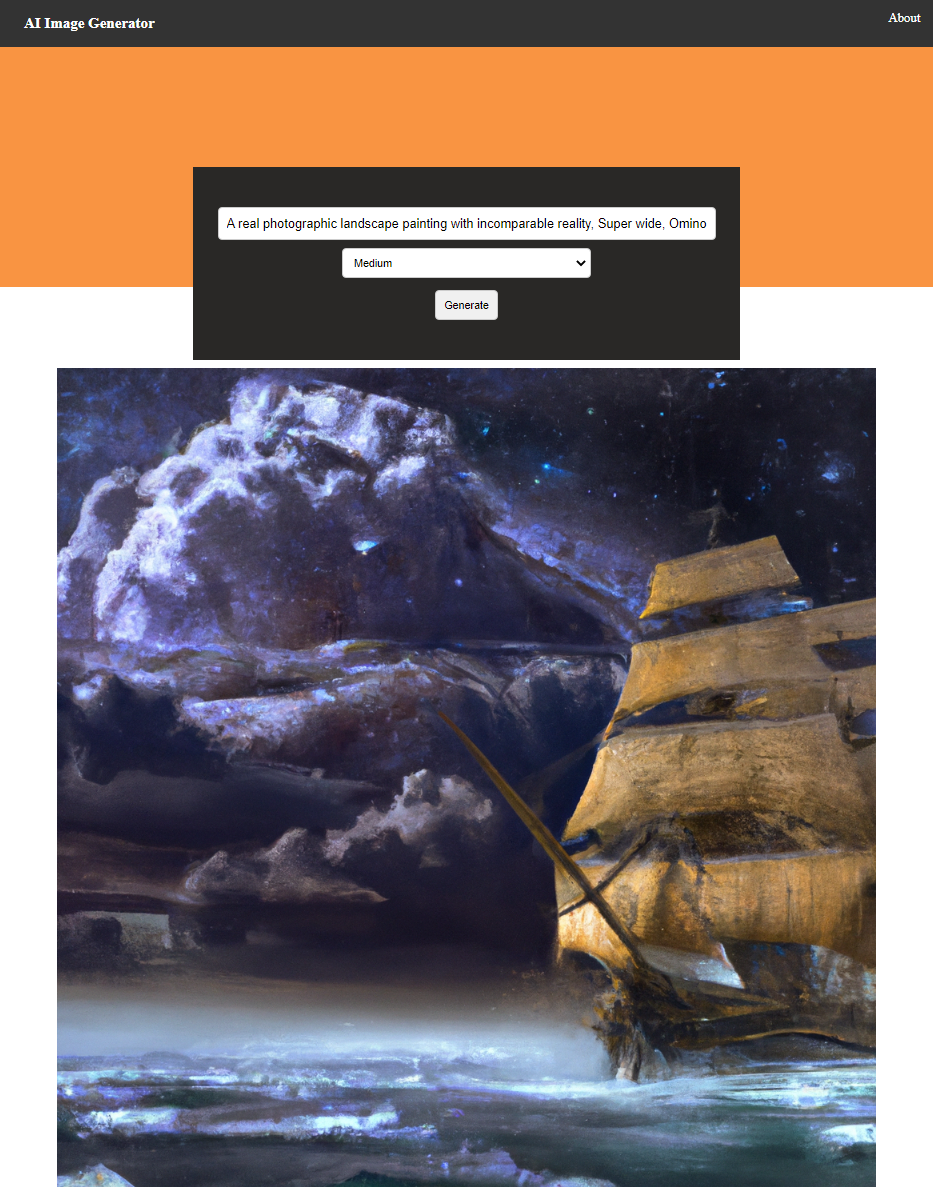 AI Image Generator
About
A real photographic landscape painting with incomparable reality, Super wide, Omino
Medium
Generate